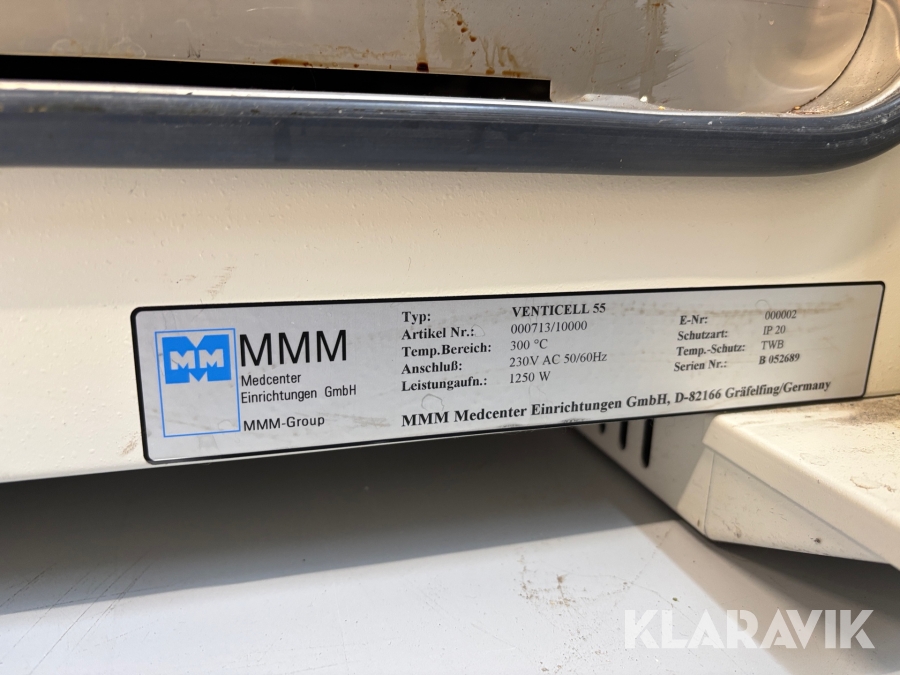 MM
MMM
Medcenter
Einrichtungen GmbH
MMM-Group
Typ: VENTICELL 55
Artikel Nr.: 000713/10000
Temp.Bereich: 300 °C
Anschluß: 230V AC 50/60Hz
Leistungaufn.: 1250 W
E-Nr: 000002
Schutzart: IP 20
Temp.-Schutz: TWB
Serien Nr.: B 052689
MMM Medcenter Einrichtungen GmbH, D-82166 Gräfelfing/Germany
KLARAVIK